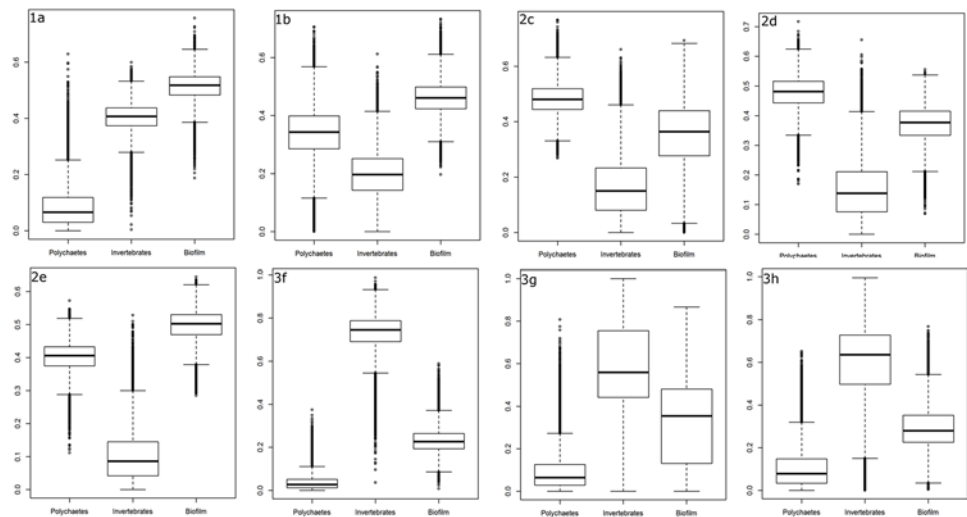 1a
0.0 0.2 0.4 0.6
Polychaetes Invertebrates Biofilm
1b
0.0 0.2 0.4 0.6
Polychaetes Invertebrates Biofilm
2c
0.0 0.2 0.4 0.6
Polychaetes Invertebrates Biofilm
2d
0.0 0.1 0.2 0.3 0.4 0.5 0.6 0.7
Polychaetes Invertebrates Biofilm
2e
0.0 0.1 0.2 0.3 0.4 0.5 0.6
Polychaetes Invertebrates Biofilm
3f
0.0 0.2 0.4 0.6 0.8 1.0
Polychaetes Invertebrates Biofilm
3g
0.0 0.2 0.4 0.6 0.8 1.0
Polychaetes Invertebrates Biofilm
3h
0.0 0.2 0.4 0.6 0.8 1.0
Polychaetes Invertebrates Biofilm